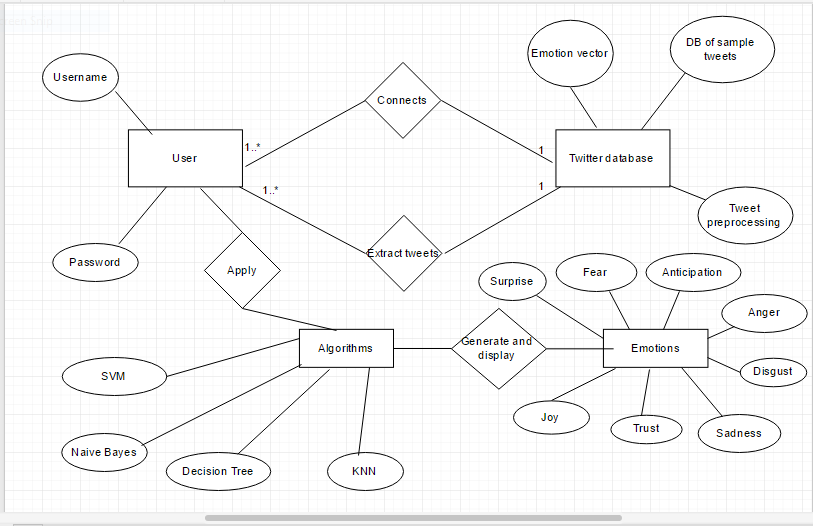 Emotion vector
DB of sample
tweets
Username
Connects
1..*
1
User
Twitter database
1..*
1
Tweet
preprocessing
Extract tweets
Password
Apply
Surprise
Fear
Anticipation
Anger
Algorithms
Generate and
display
Emotions
SVM
Disgust
Joy
Trust
Sadness
Naive Bayes
Decision Tree
KNN